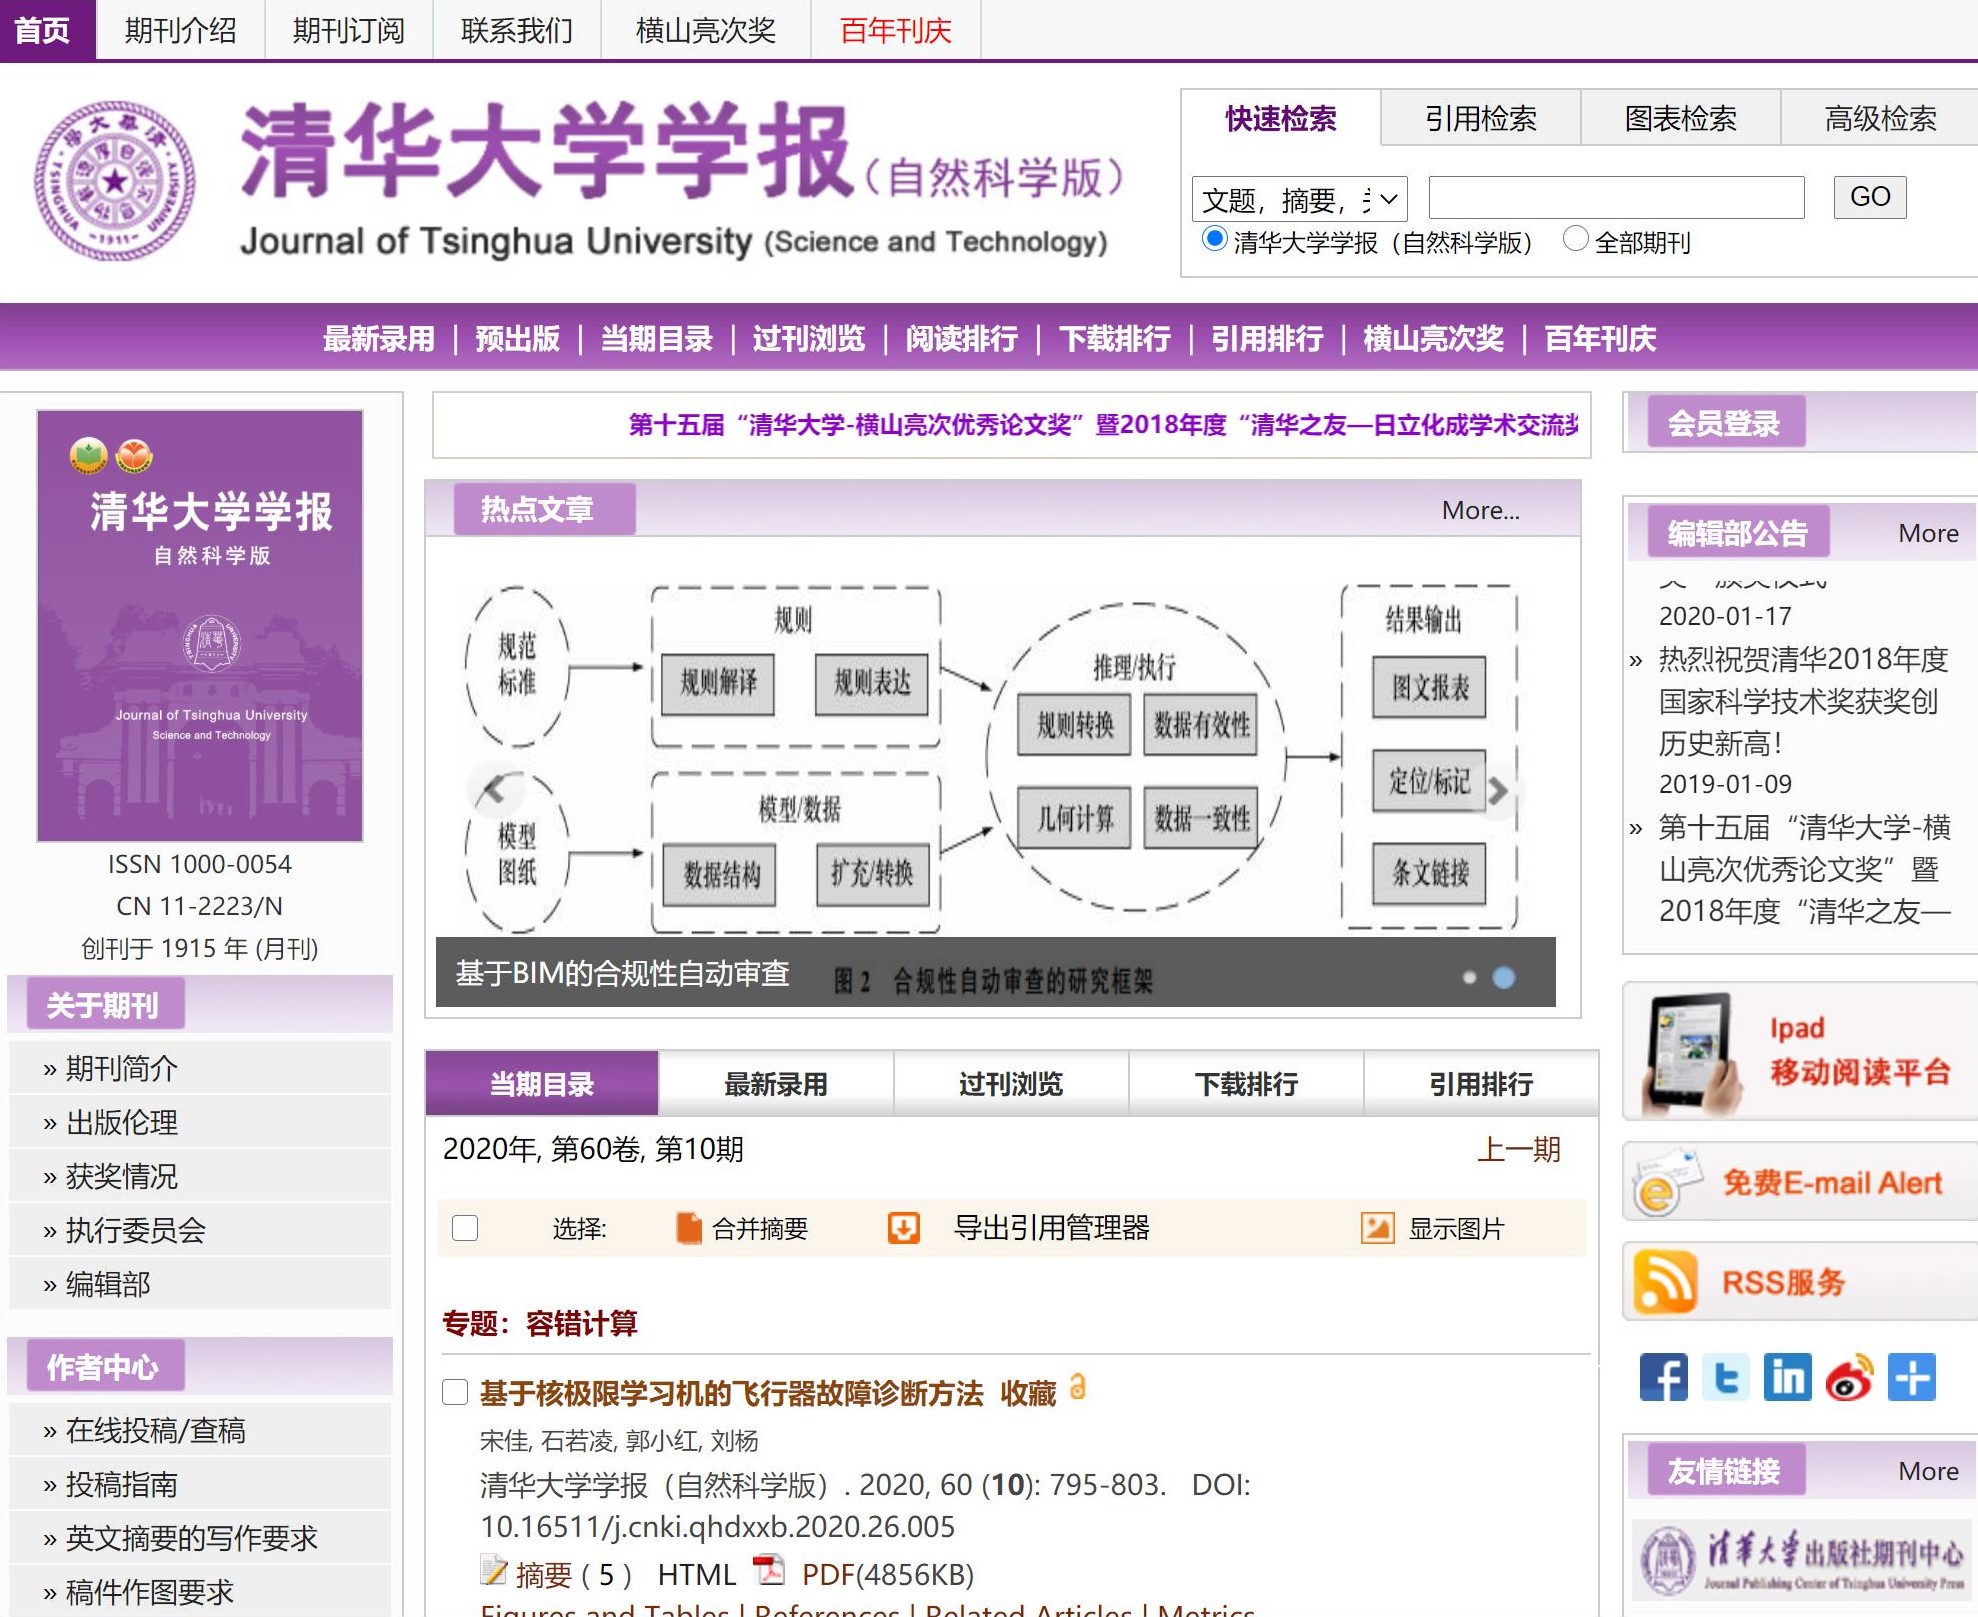 首页 期刊介绍 期刊订阅 联系我们 横山亮次奖 百年刊庆
清华大学学报（自然科学版）
Journal of Tsinghua University (Science and Technology)
快速检索 引用检索 图表检索 高级检索
文题，摘要， GO
清华大学学报（自然科学版） 全部期刊
最新录用 | 预出版 | 当期目录 | 过刊浏览 | 阅读排行 | 下载排行 | 引用排行 | 横山亮次奖 | 百年刊庆
清华大学学报
自然科学版
Journal of Tsinghua University
Science and Technology
ISSN 1000-0054
CN 11-2223/N
创刊于 1915 年 (月刊)
关于期刊
» 期刊简介
» 出版伦理
» 获奖情况
» 执行委员会
» 编辑部
作者中心
» 在线投稿/查稿
» 投稿指南
» 英文摘要的写作要求
» 稿件作图要求
第十五届“清华大学-横山亮次优秀论文奖”暨2018年度“清华之友—日立化成学术交流奖
热点文章 More...
规范
标准
规则
规则解译 规则表达
模型
图纸
模型/数据
数据结构 扩充/转换
推理/执行
规则转换 数据有效性
几何计算 数据一致性
结果输出
图文报表
定位/标记
条文链接
基于BIM的合规性自动审查 图 2 合规性自动审查的研究框架
当期目录 最新录用 过刊浏览 下载排行 引用排行
2020年, 第60卷, 第10期 上一期
选择: 合并摘要 导出引用管理器 显示图片
专题：容错计算
基于核极限学习机的飞行器故障诊断方法 收藏
宋佳, 石若凌, 郭小红, 刘杨
清华大学学报（自然科学版）. 2020, 60 (10): 795-803. DOI:
10.16511/j.cnki.qhdxxb.2020.26.005
摘要 ( 5 ) HTML PDF(4856KB)
Figures and Tables | References | Related Articles | Metrics
会员登录
编辑部公告 More
2020-01-17
» 热烈祝贺清华2018年度
国家科学技术奖获奖创
历史新高！
2019-01-09
» 第十五届“清华大学-横
山亮次优秀论文奖”暨
2018年度“清华之友—
Ipad
移动阅读平台
免费E-mail Alert
RSS服务
友情链接 More
清华大学出版社期刊中心
Journal Publishing Center of Tsinghua University Press